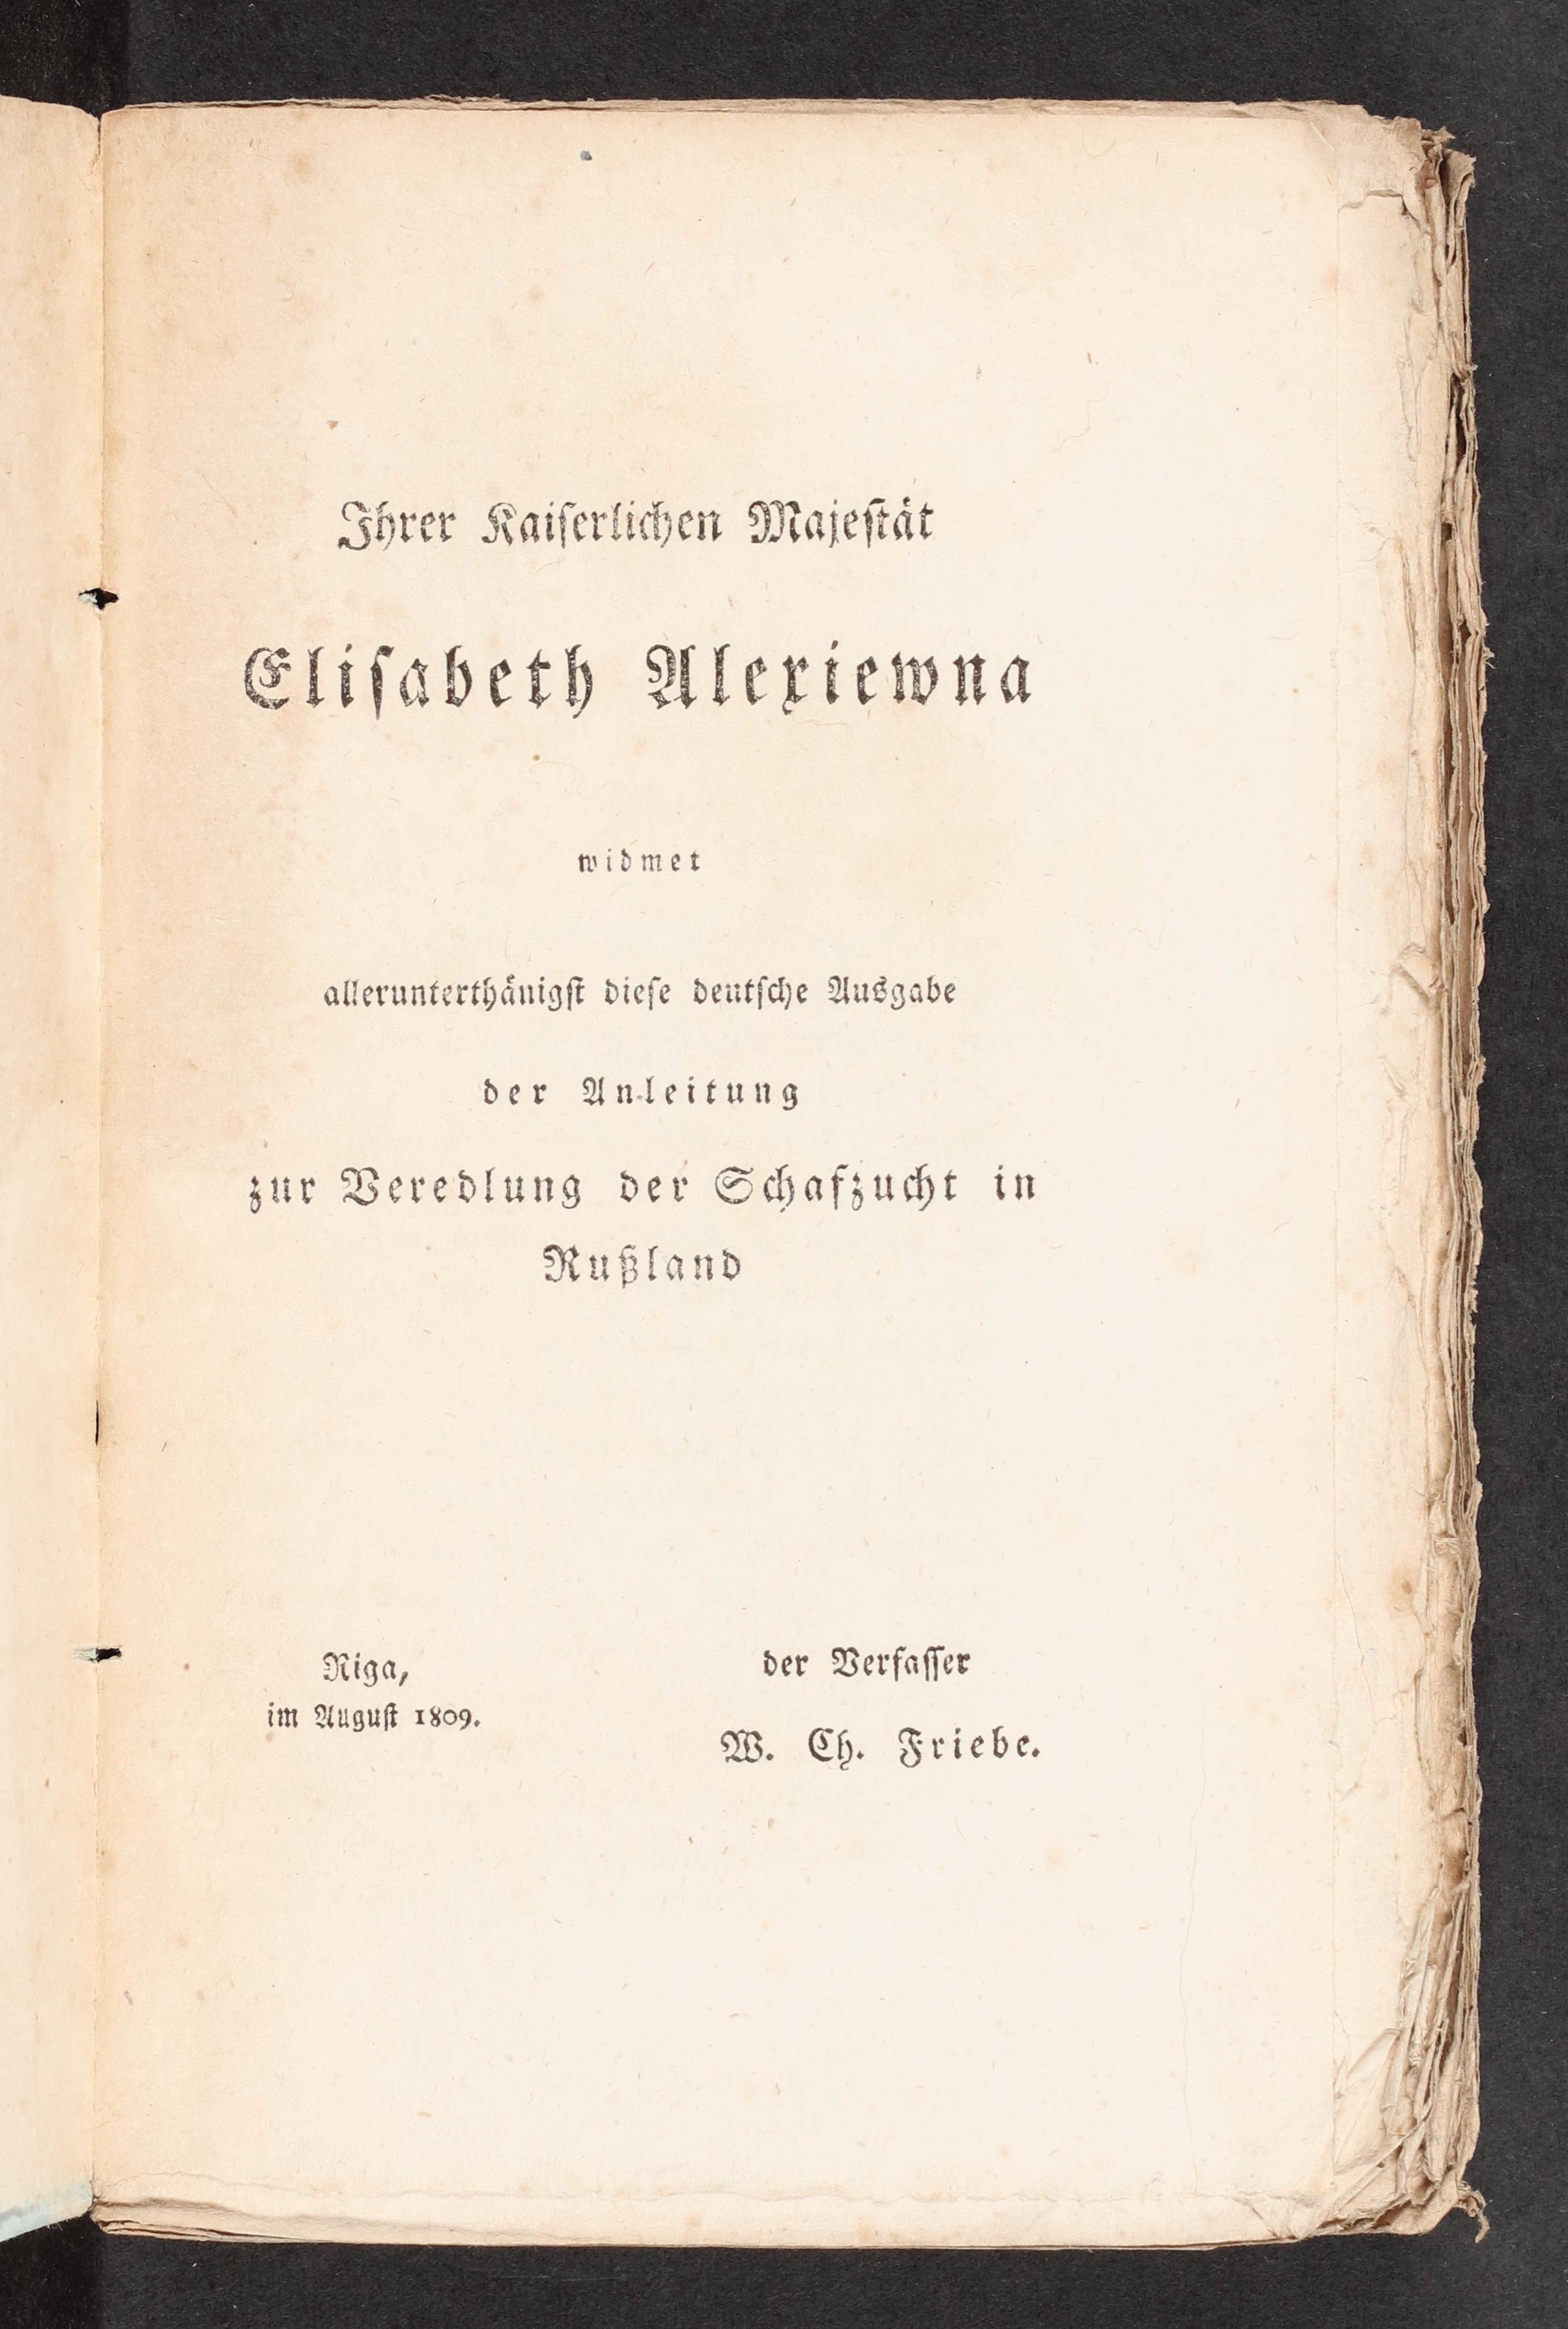 Ihrer Kaiſerlichen Majeſtät
Eliſabeth Alexiewna
widmet
allerunterthänigſt dieſe deutſche Ausgabe
der Anleitung
zur Veredlung der Schafzucht in
Rußland
Riga,
im Auguſt 1809.
der Verfaſſer
W. Ch. Friebe.